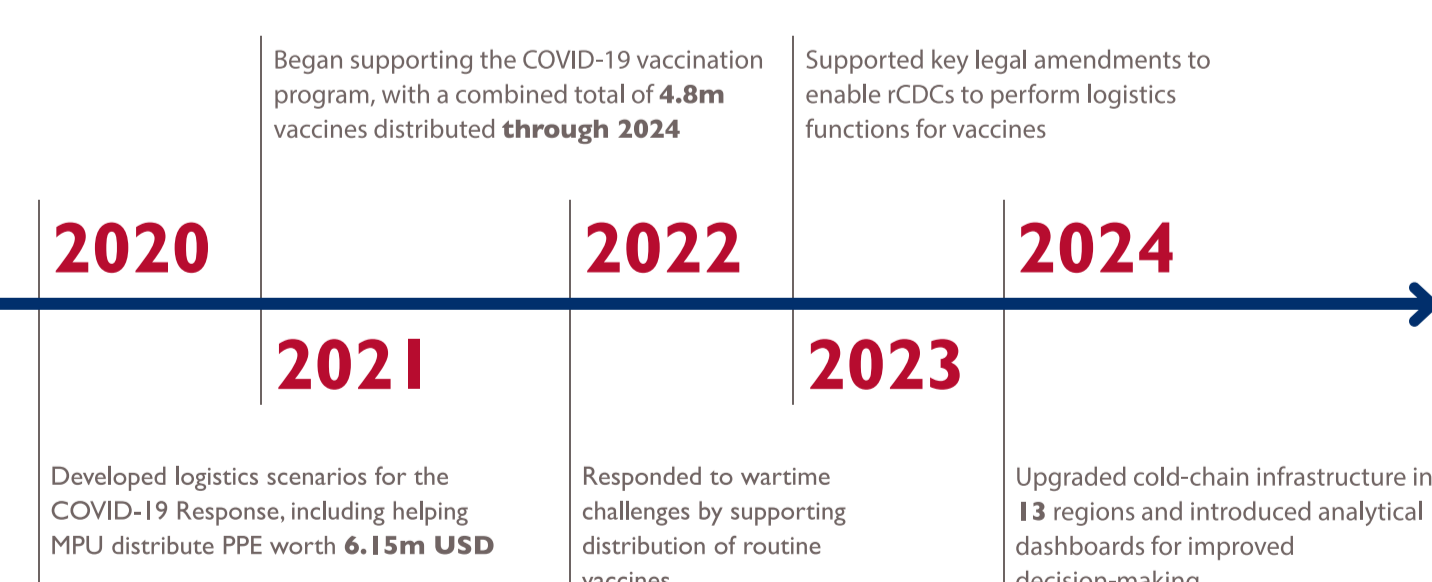 Began supporting the COVID-19 vaccination
program, with a combined total of 4.8m
vaccines distributed through 2024
Supported key legal amendments to
enable rCDCs to perform logistics
functions for vaccines
2020
2022
2024
2021
2023
Developed logistics scenarios for the
COVID-19 Response, including helping
MPU distribute PPE worth 6.15m USD
Responded to wartime
challenges by supporting
distribution of routine
vaccines
Upgraded cold-chain infrastructure in
13 regions and introduced analytical
dashboards for improved
decision-making